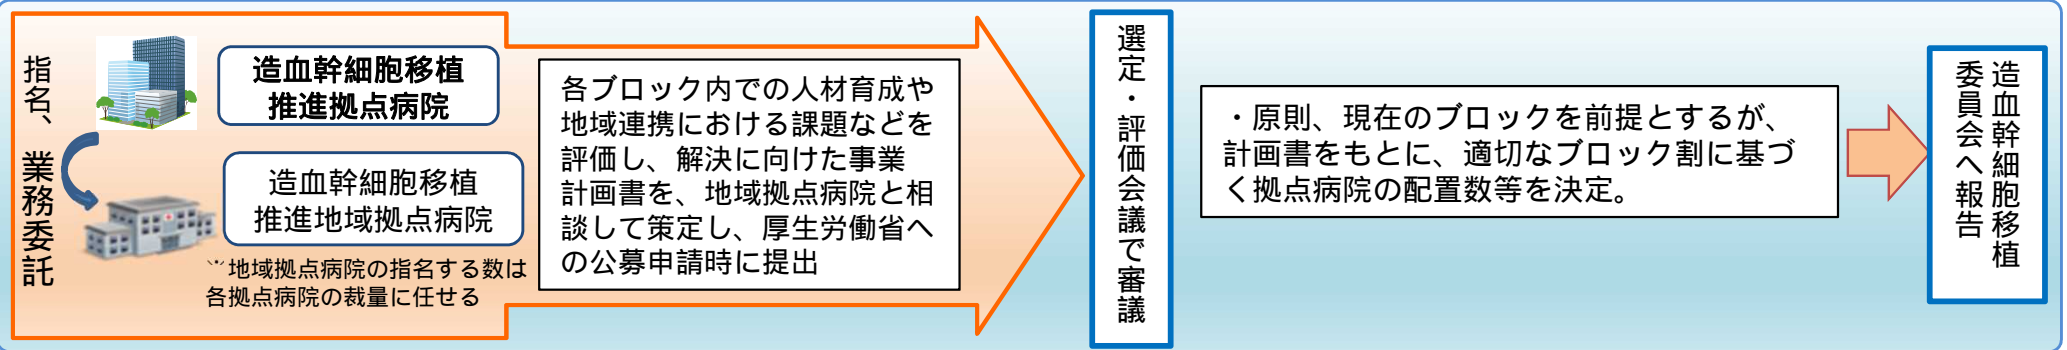 指名、業務委託
造血幹細胞移植
推進拠点病院
造血幹細胞移植
推進地域拠点病院
※地域拠点病院の指名する数は
各拠点病院の裁量に任せる
各ブロック内での人材育成や
地域連携における課題などを
評価し、解決に向けた事業
計画書を、地域拠点病院と相
談して策定し、厚生労働省へ
の公募申請時に提出
選定・評価会議で審議
・原則、現在のブロックを前提とするが、
計画書をもとに、適切なブロック割に基づ
く拠点病院の配置数等を決定。
造血幹細胞移植
委員会へ報告